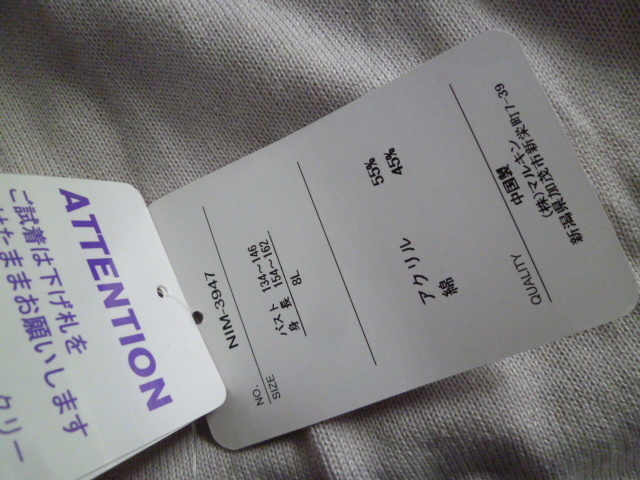 ATTENTION
ご試着は下げ札を
けたままお願いします
クリー
NO. NIM-3947
SIZE
バスト 134~146
身 長 154~162
8L
アクリル 55%
綿 45%
QUALITY
中国製
(株)マルキン
新潟県加茂市新栄町7-39